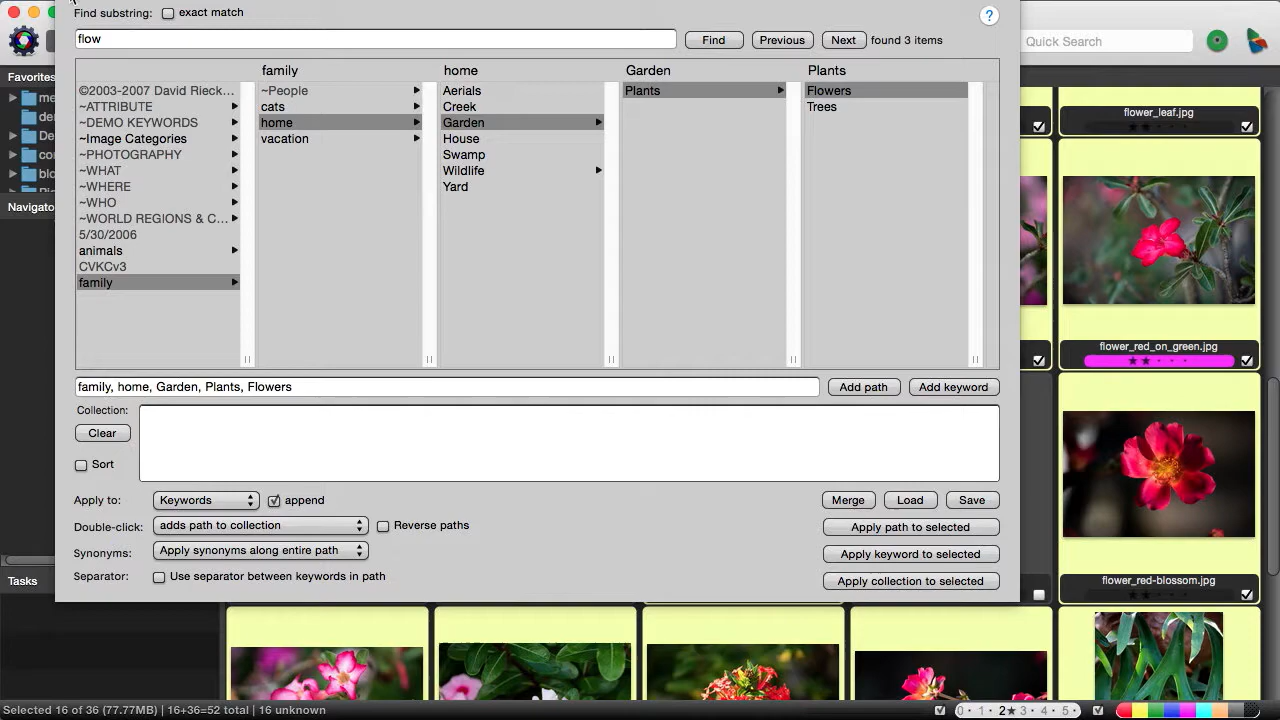 Find substring: exact match
?
flow Find Previous Next found 3 items
Quick Search
Favorites
family home Garden Plants
©2003-2007 David Rieck... ~People Aerials Plants Flowers
~ATTRIBUTE cats Creek Trees
~DEMO KEYWORDS home Garden
~Image Categories vacation House
~PHOTOGRAPHY Swamp
~WHAT Wildlife
~WHERE Yard
~WHO
~WORLD REGIONS & C...
5/30/2006
animals
CVKCv3
family
Navigato
flower_leaf.jpg
flower_red_on_green.jpg
family, home, Garden, Plants, Flowers Add path Add keyword
Collection:
Clear
Sort
Apply to: Keywords append Merge Load Save
Double-click: adds path to collection Reverse paths Apply path to selected
Synonyms: Apply synonyms along entire path Apply keyword to selected
Separator: Use separator between keywords in path Apply collection to selected
flower_red-blossom.jpg
Tasks
Selected 16 of 36 (77.77MB) | 16+36=52 total | 16 unknown
0 · 1 · 2★ 3 · 4 · 5 ·